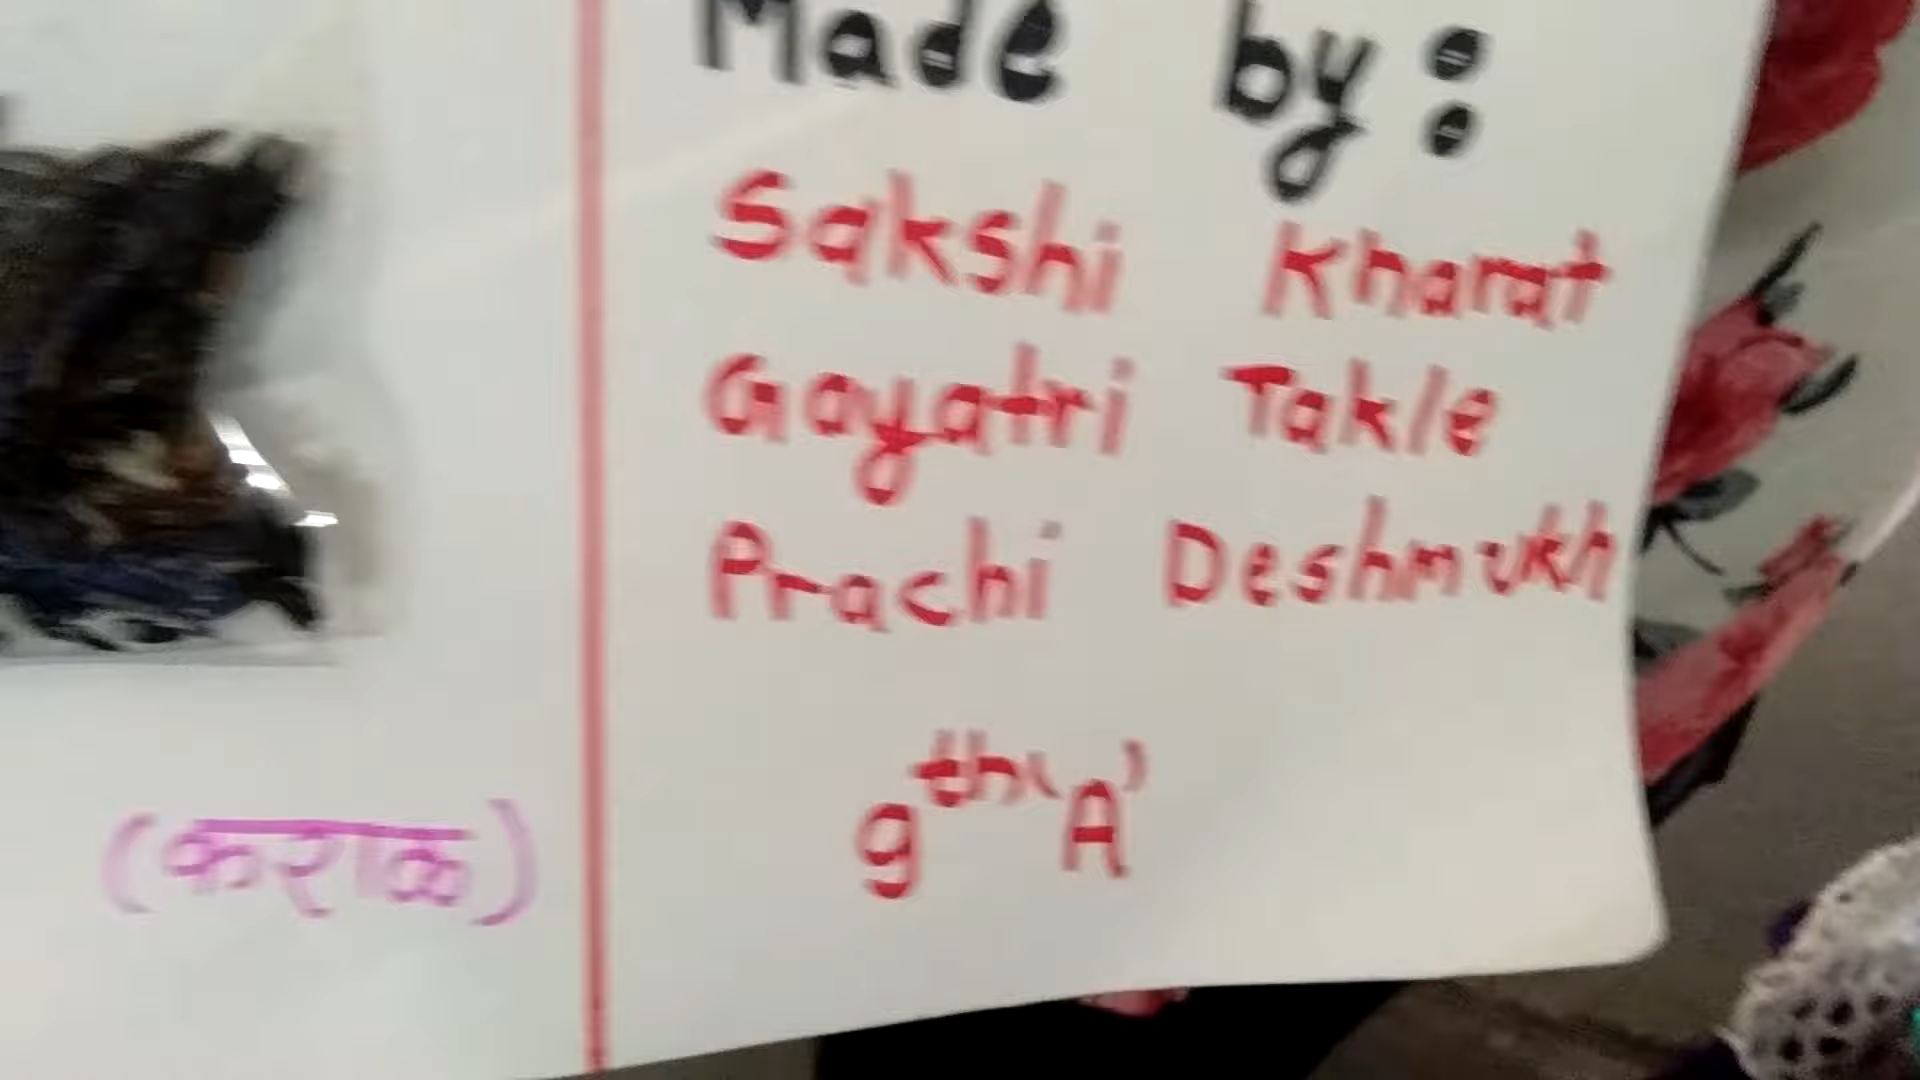 Made by:
Sakshi Kharat
Gayatri Takle
Prachi Deshmukh
9th 'A'
(कराळ)